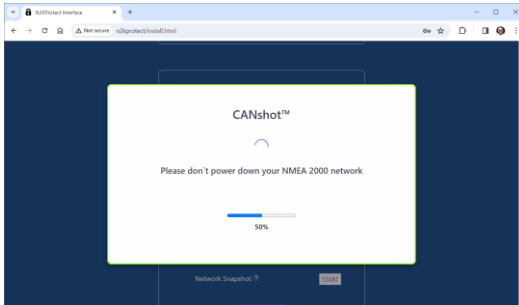 N2KProtect Interface
Not secure n2kprotect/install.html
CANshot™
Please don`t power down your NMEA 2000 network
50%
Network Snapshot ?
START